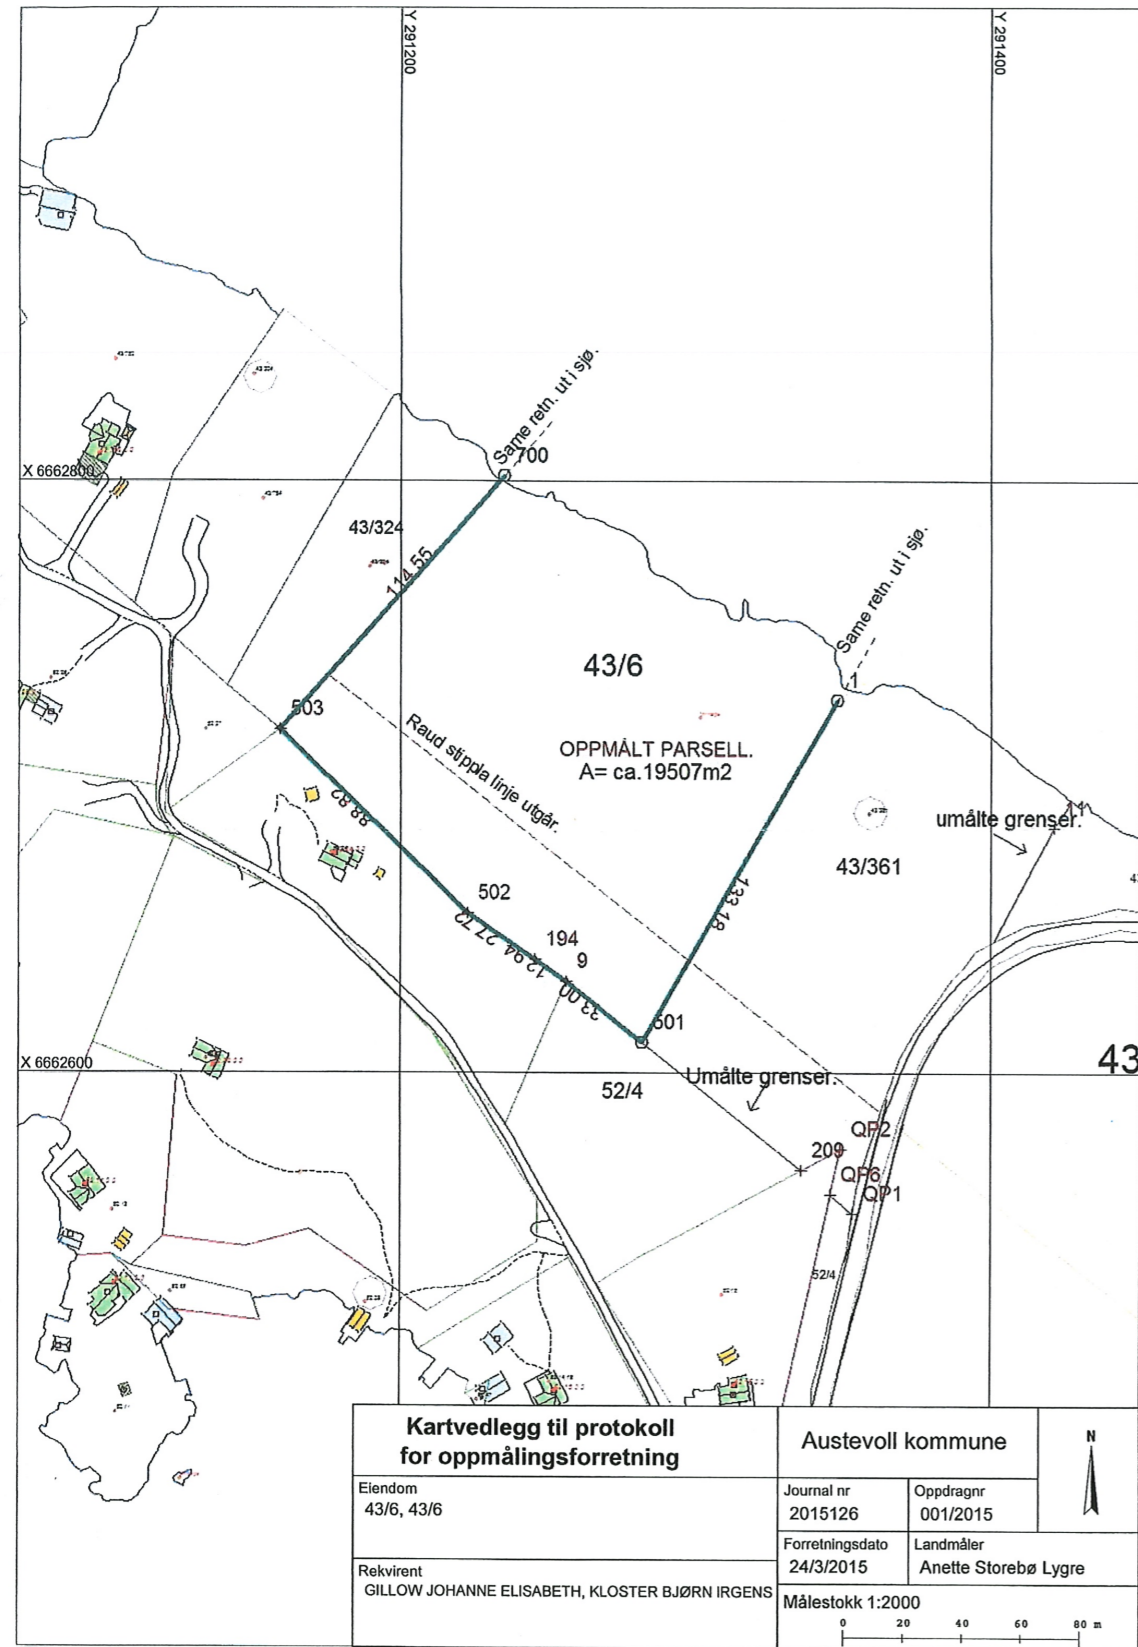 Y 291200
Y 291400
Same retn. ut i sjø.
700
X 6662800
43/324
114.55
Same retn. ut i sjø.
43/6
1
503
Raud stippla linje utgår.
OPPMÅLT PARSELL.
A= ca.19507m2
88.82
11
umålte grenser.
43/361
133.18
502
27.72
194
12.94
9
33.00
501
X 6662600
43
52/4
Umålte grenser.
QP2
209
QP6
QP1
52/4
Kartvedlegg til protokoll
for oppmålingsforretning
Austevoll kommune
N
Eiendom
43/6, 43/6
Journal nr
2015126
Oppdragnr
001/2015
Forretningsdato
24/3/2015
Landmåler
Anette Storebø Lygre
Rekvirent
GILLOW JOHANNE ELISABETH, KLOSTER BJØRN IRGENS
Målestokk 1:2000
0 20 40 60 80 m